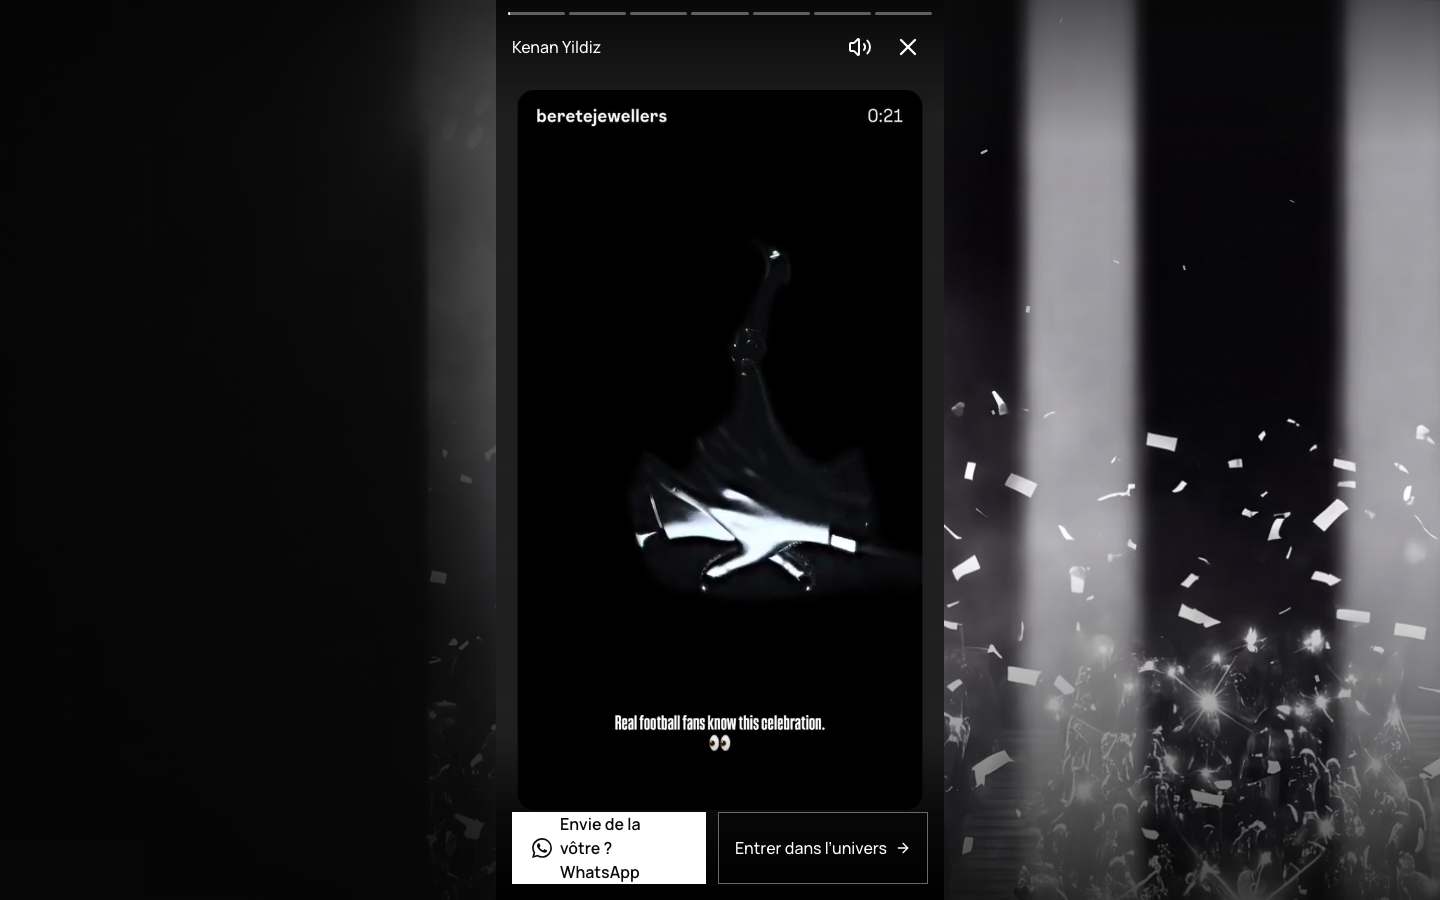 Kenan Yildiz
beretejewellers 0:21
Real football fans know this celebration.
👀
Envie de la
vôtre ?
WhatsApp
Entrer dans l'univers →